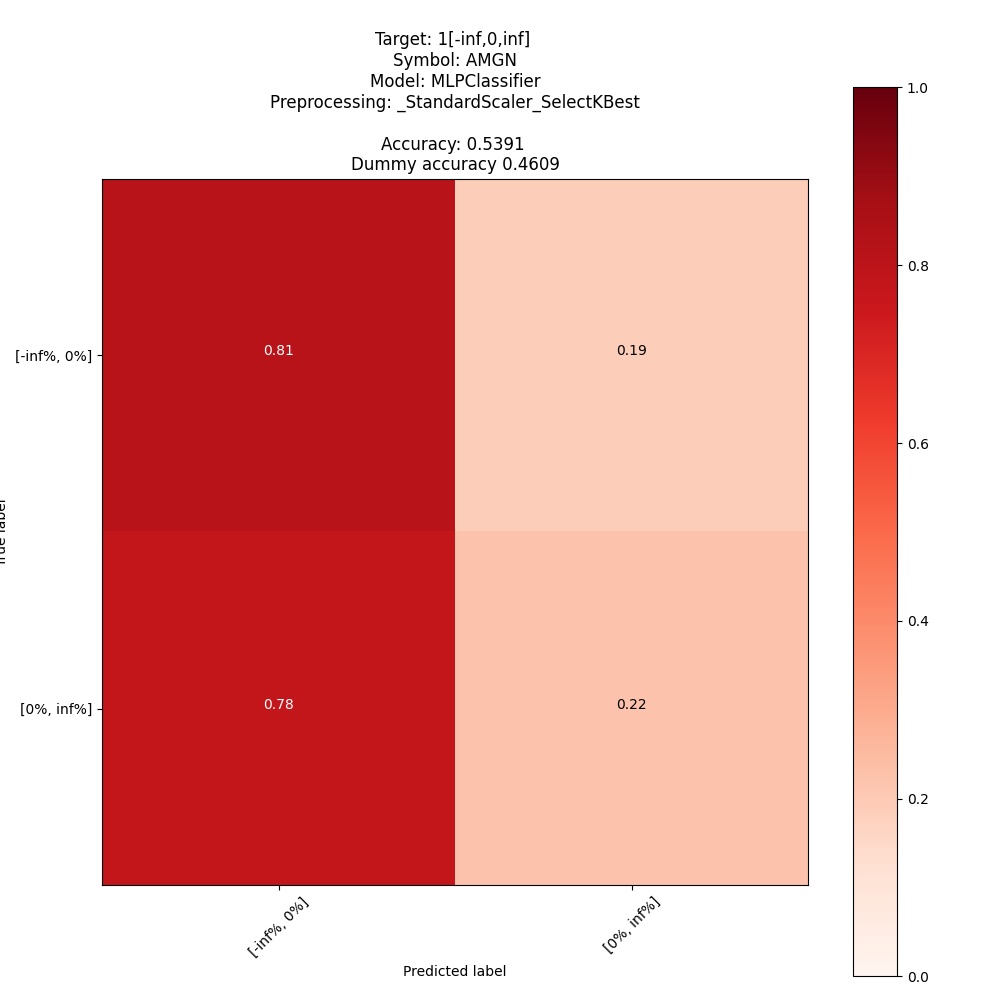 Target: 1[-inf,0,inf]
Symbol: AMGN
Model: MLPClassifier
Preprocessing: _StandardScaler_SelectKBest
Accuracy: 0.5391
Dummy accuracy 0.4609
1.0
0.8
0.6
0.4
0.2
0.0
label
[-inf%, 0%]
0.81
0.19
[0%, inf%]
0.78
0.22
[-inf%, 0%]
[0%, inf%]
Predicted label